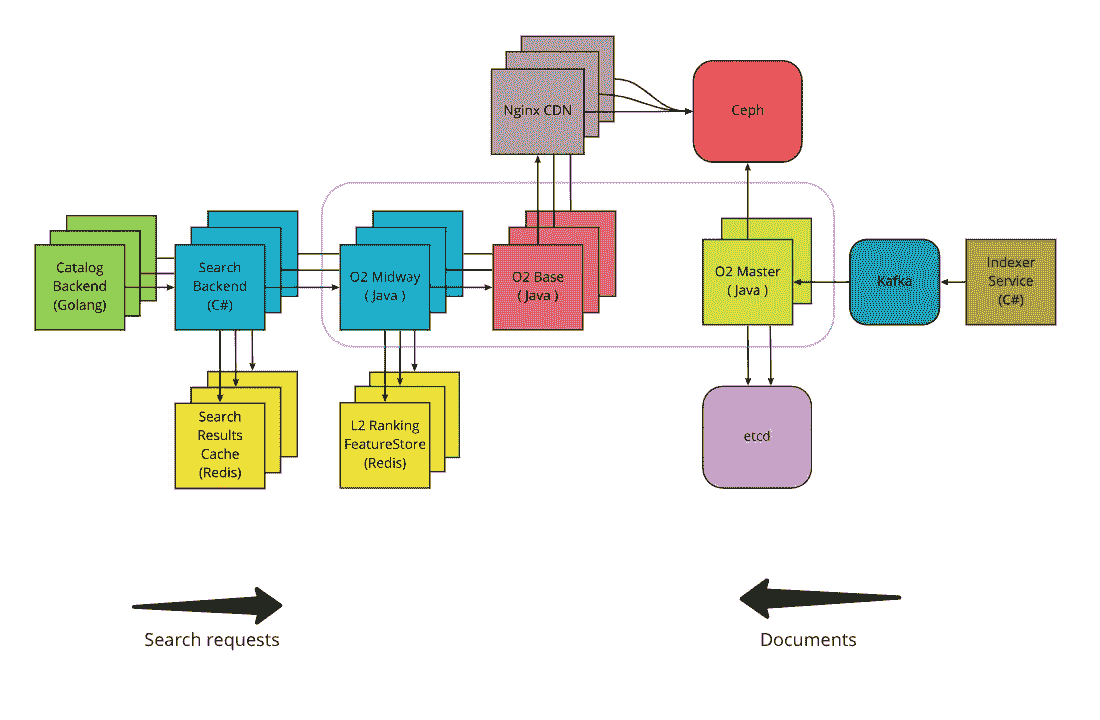 Nginx CDN
Ceph
Catalog
Backend
(Golang)
Search
Backend
(C#)
O2 Midway
( Java )
O2 Base
( Java )
O2 Master
( Java )
Kafka
Indexer
Service
(C#)
Search
Results
Cache
(Redis)
L2 Ranking
FeatureStore
(Redis)
etcd
Search requests
Documents